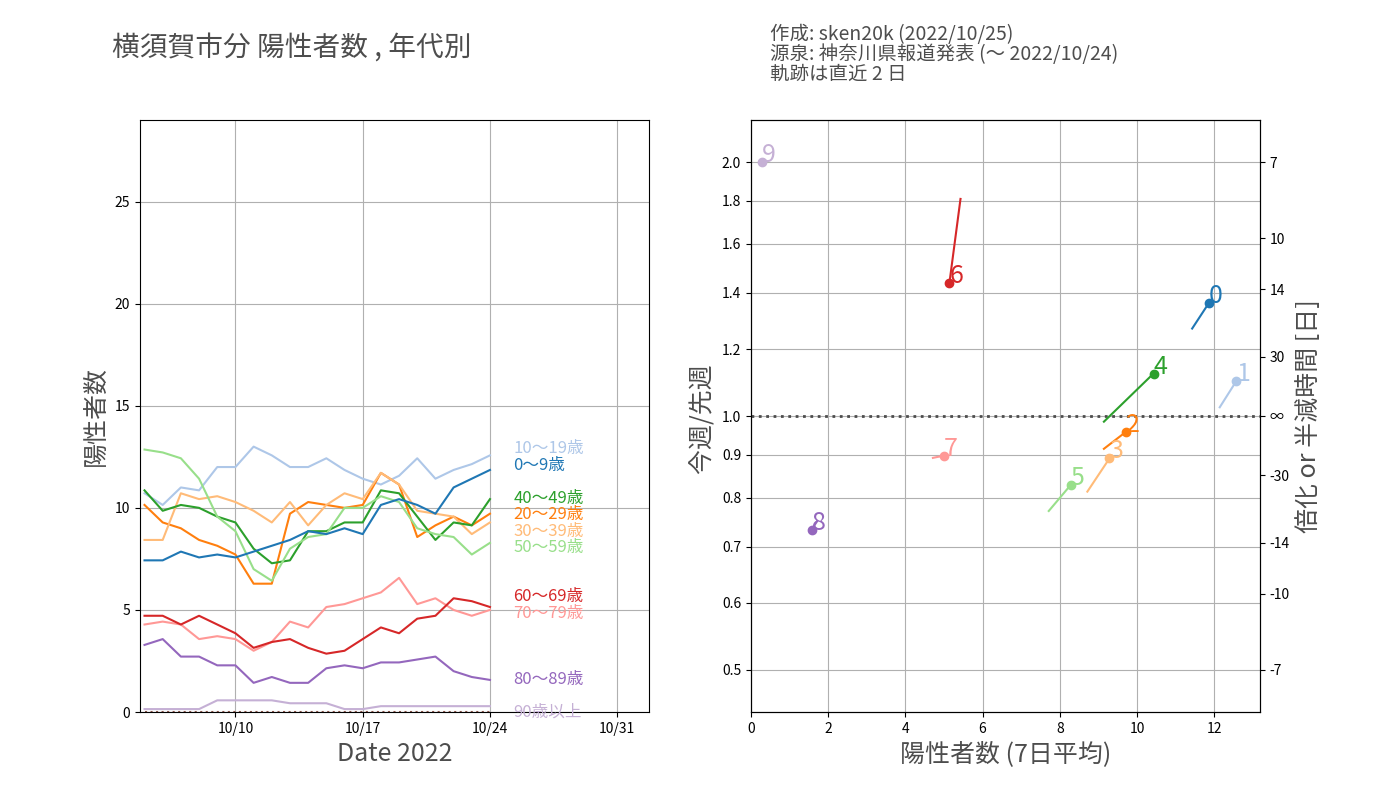 横須賀市分 陽性者数 , 年代別
作成: sken20k (2022/10/25)
源泉: 神奈川県報道発表 (〜 2022/10/24)
軌跡は直近 2 日
陽性者数
25
20
15
10
5
0
10/10
10/17
10/24
10/31
Date 2022
10〜19歳
0〜9歳
40〜49歳
20〜29歳
30〜39歳
50〜59歳
60〜69歳
70〜79歳
80〜89歳
90歳以上
今週/先週
2.0
1.8
1.6
1.4
1.2
1.0
0.9
0.8
0.7
0.6
0.5
9
6
0
4
1
2
3
7
5
8
7
10
14
30
∞
-30
-14
-10
-7
倍化 or 半減時間 [日]
0
2
4
6
8
10
12
陽性者数 (7日平均)